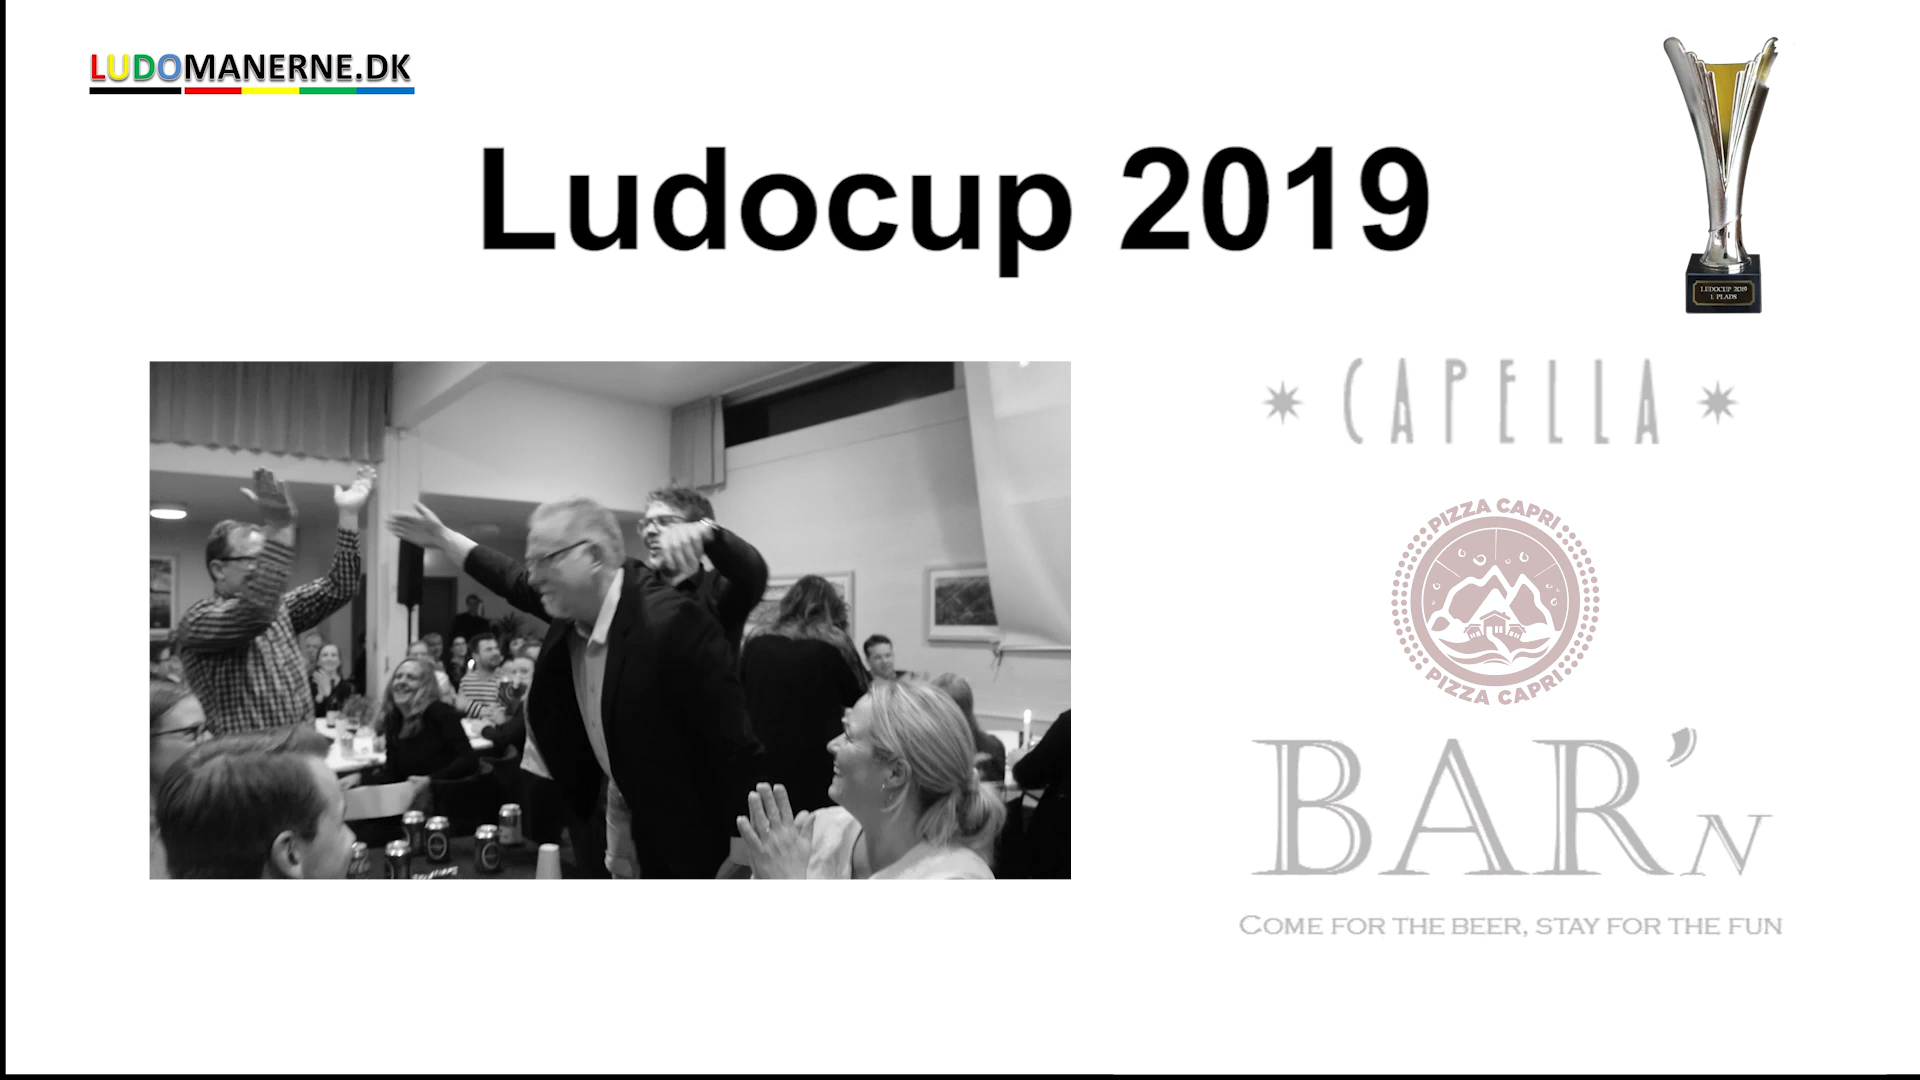 LUDOMANERNE.DK
Ludocup 2019
LUDOCUP 2019
1. PLADS
CAPELLA
PIZZA CAPRI
PIZZA CAPRI
BAR'N
COME FOR THE BEER, STAY FOR THE FUN